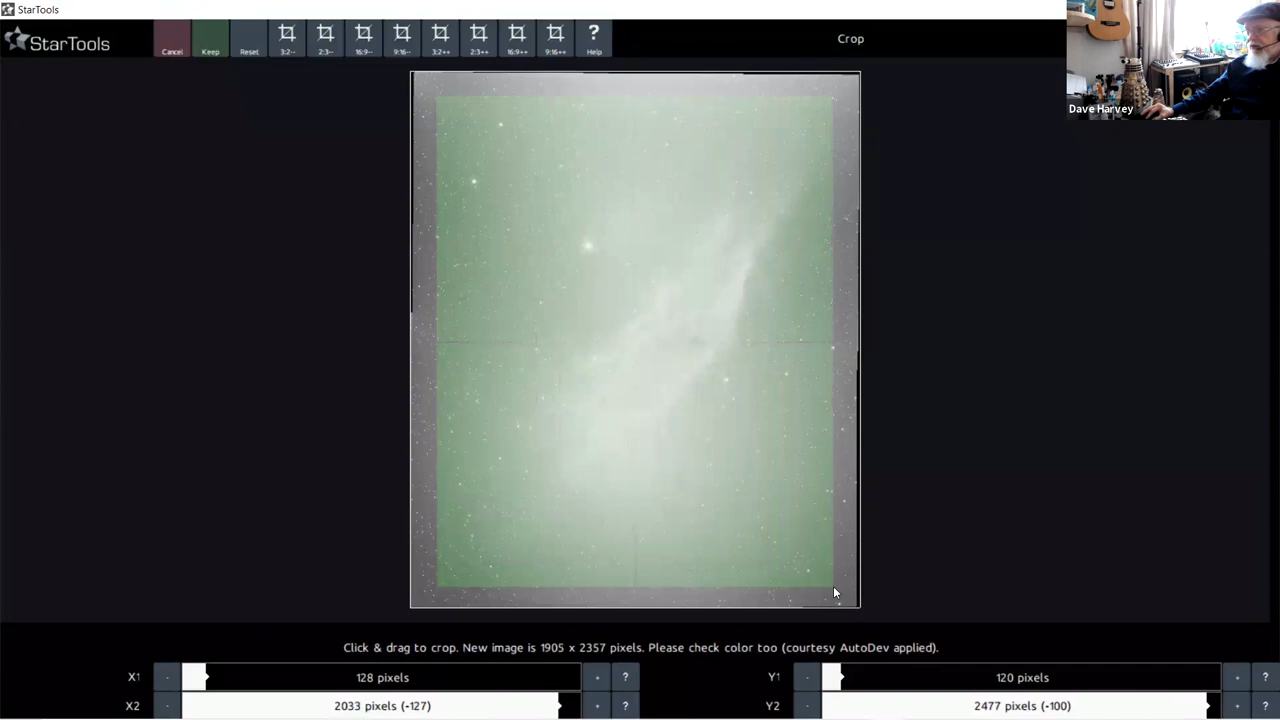 StarTools
StarTools
Cancel
Keep
Reset
3:2--
2:3--
16:9--
9:16--
3:2++
2:3++
16:9++
9:16++
?
Help
Crop
Dave Harvey
Click & drag to crop. New image is 1905 x 2357 pixels. Please check color too (courtesy AutoDev applied).
X1 - 128 pixels + ?
Y1 - 120 pixels + ?
X2 - 2033 pixels (-127) + ?
Y2 - 2477 pixels (-100) + ?